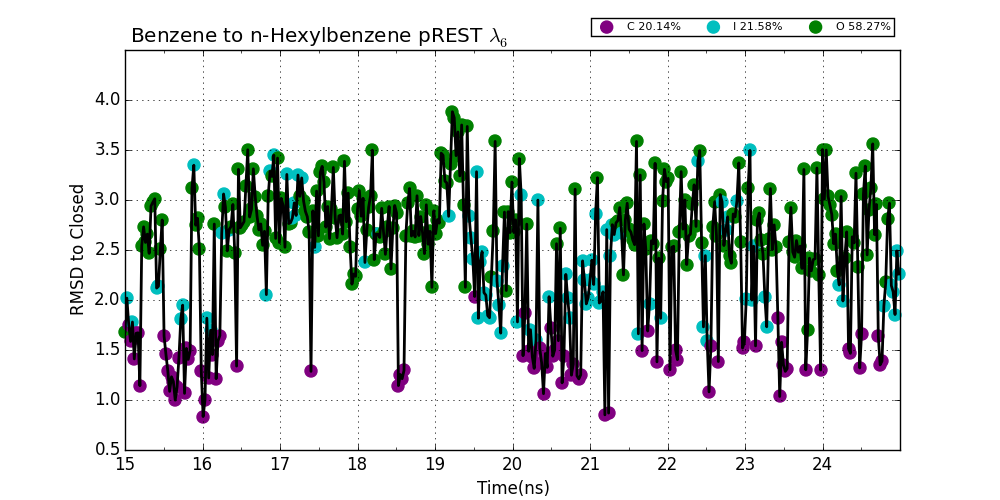 Benzene to n-Hexylbenzene pREST λ₆
C 20.14% I 21.58% O 58.27%
4.0
3.5
3.0
2.5
2.0
1.5
1.0
0.5
RMSD to Closed
15 16 17 18 19 20 21 22 23 24
Time(ns)